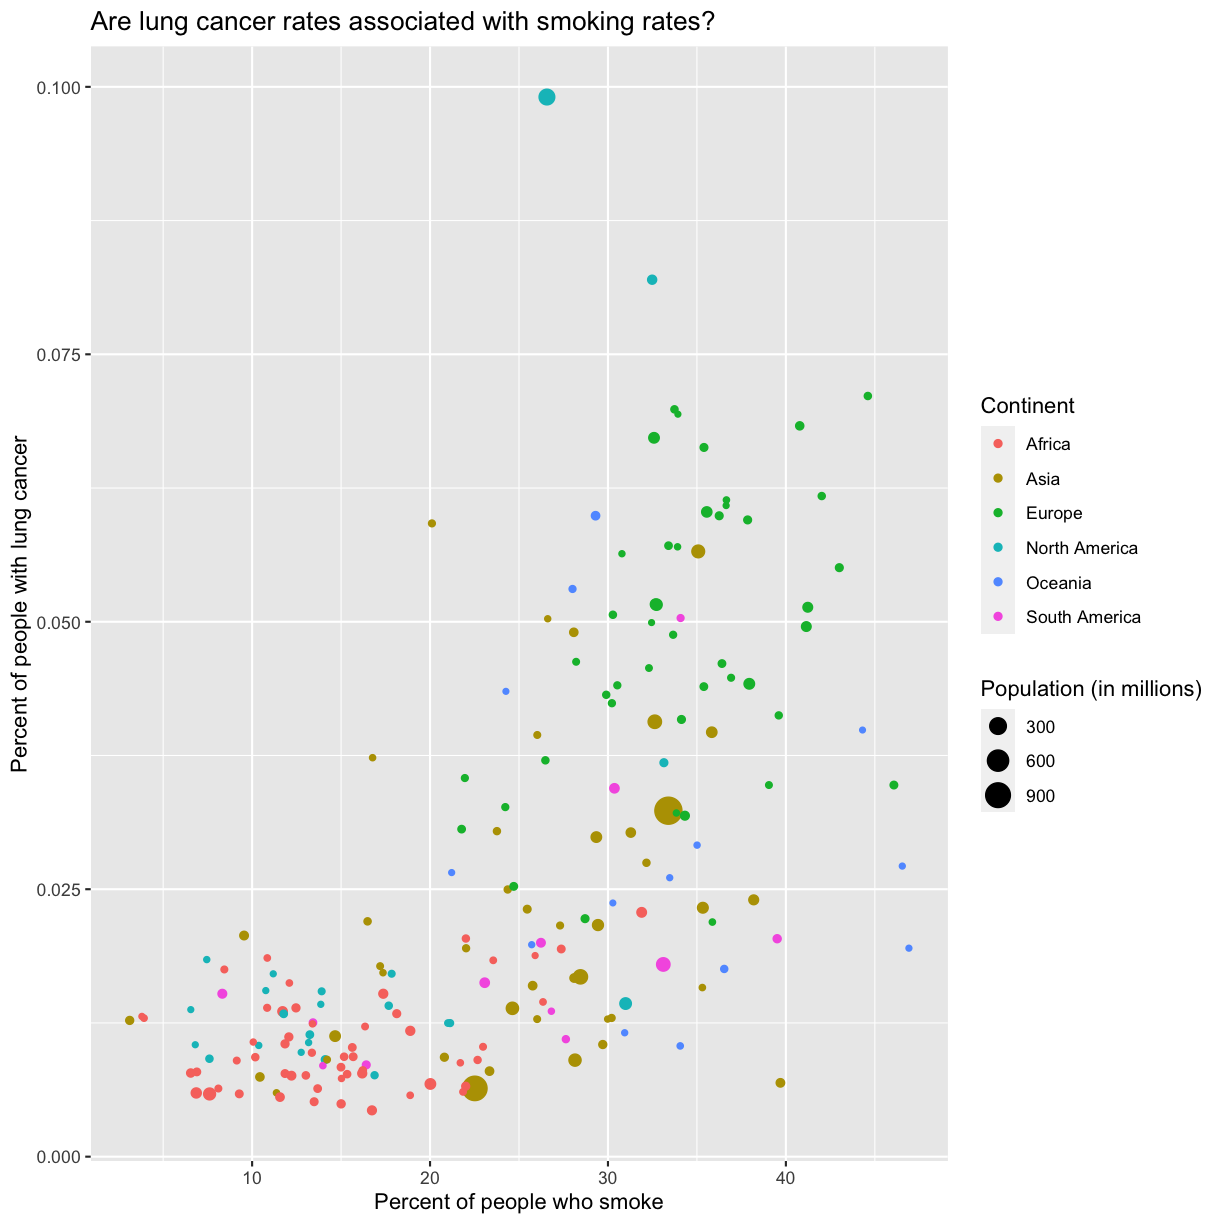 Are lung cancer rates associated with smoking rates?
0.100
0.075
0.050
0.025
0.000
Percent of people with lung cancer
10 20 30 40
Percent of people who smoke
Continent
Africa
Asia
Europe
North America
Oceania
South America
Population (in millions)
300
600
900